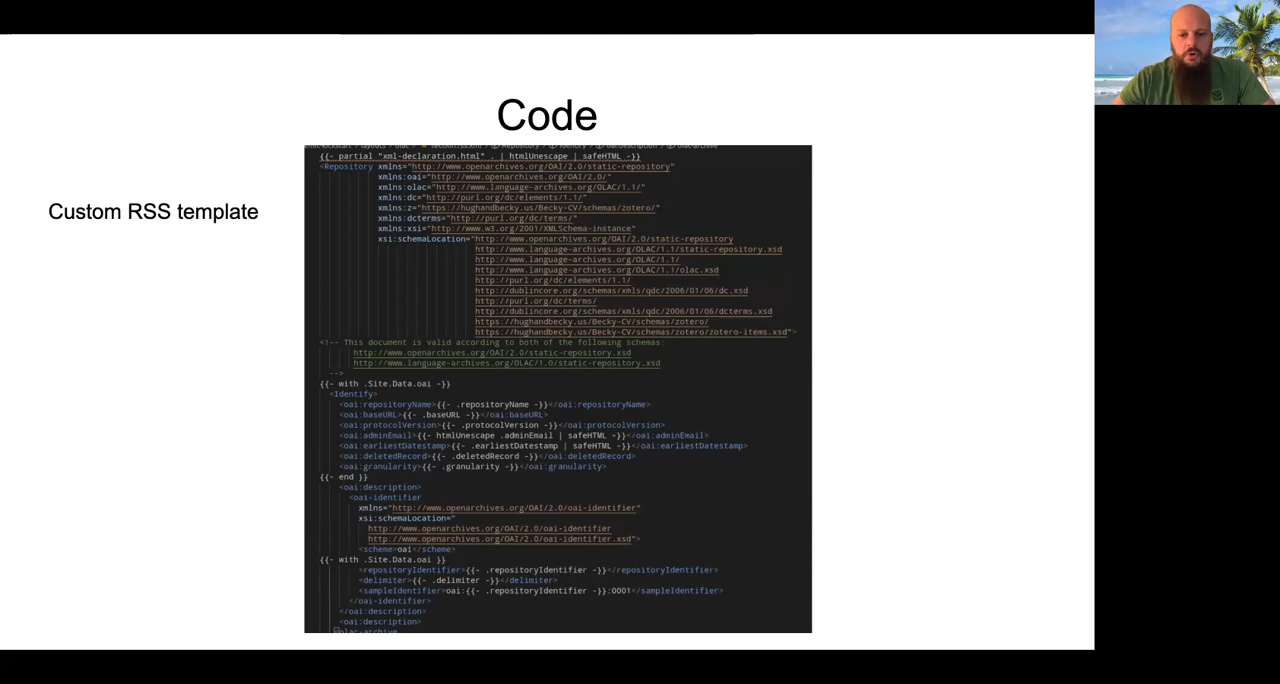 Code
Custom RSS template
{{- partial "xml-declaration.html" . | htmlUnescape | safeHTML -}}
<Repository xmlns="http://www.openarchives.org/OAI/2.0/static-repository"
xmlns:oai="http://www.openarchives.org/OAI/2.0/"
xmlns:olac="http://www.language-archives.org/OLAC/1.1/"
xmlns:dc="http://purl.org/dc/elements/1.1/"
xmlns:z="https://hughandbecky.us/Becky-CV/schemas/zotero/"
xmlns:dcterms="http://purl.org/dc/terms/"
xmlns:xsi="http://www.w3.org/2001/XMLSchema-instance"
xsi:schemaLocation="http://www.openarchives.org/OAI/2.0/static-repository
http://www.language-archives.org/OLAC/1.1/static-repository.xsd
http://www.language-archives.org/OLAC/1.1/
http://www.language-archives.org/OLAC/1.1/olac.xsd
http://purl.org/dc/elements/1.1/
http://dublincore.org/schemas/xmls/qdc/2006/01/06/dc.xsd
http://purl.org/dc/terms/
http://dublincore.org/schemas/xmls/qdc/2006/01/06/dcterms.xsd
https://hughandbecky.us/Becky-CV/schemas/zotero/
https://hughandbecky.us/Becky-CV/schemas/zotero/zotero-items.xsd">
<!-- This document is valid according to both of the following schemas:
http://www.openarchives.org/OAI/2.0/static-repository.xsd
http://www.language-archives.org/OLAC/1.0/static-repository.xsd
-->
{{- with .Site.Data.oai -}}
<Identify>
<oai:repositoryName>{{- .repositoryName -}}</oai:repositoryName>
<oai:baseURL>{{- .baseURL -}}</oai:baseURL>
<oai:protocolVersion>{{- .protocolVersion -}}</oai:protocolVersion>
<oai:adminEmail>{{- htmlUnescape .adminEmail | safeHTML -}}</oai:adminEmail>
<oai:earliestDatestamp>{{- .earliestDatestamp | safeHTML -}}</oai:earliestDatestamp>
<oai:deletedRecord>{{- .deletedRecord -}}</oai:deletedRecord>
<oai:granularity>{{- .granularity -}}</oai:granularity>
{{- end }}
<oai:description>
<oai-identifier
xmlns="http://www.openarchives.org/OAI/2.0/oai-identifier"
xsi:schemaLocation="
http://www.openarchives.org/OAI/2.0/oai-identifier
http://www.openarchives.org/OAI/2.0/oai-identifier.xsd">
<scheme>oai</scheme>
{{- with .Site.Data.oai }}
<repositoryIdentifier>{{- .repositoryIdentifier -}}</repositoryIdentifier>
<delimiter>{{- .delimiter -}}</delimiter>
<sampleIdentifier>oai:{{- .repositoryIdentifier -}}:0001</sampleIdentifier>
</oai-identifier>
</oai:description>
<oai:description>